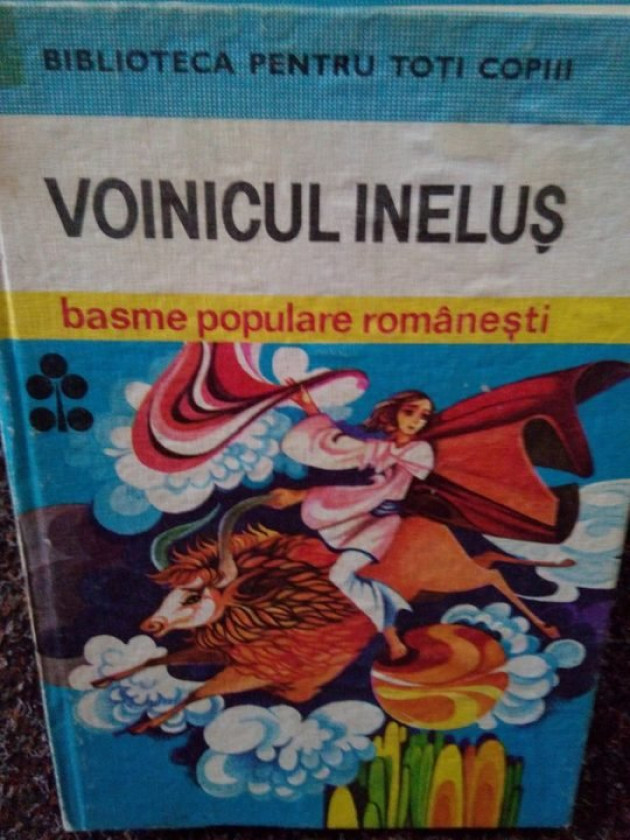 BIBLIOTECA PENTRU TOȚI COPIII
VOINICUL INELUȘ
basme populare românești